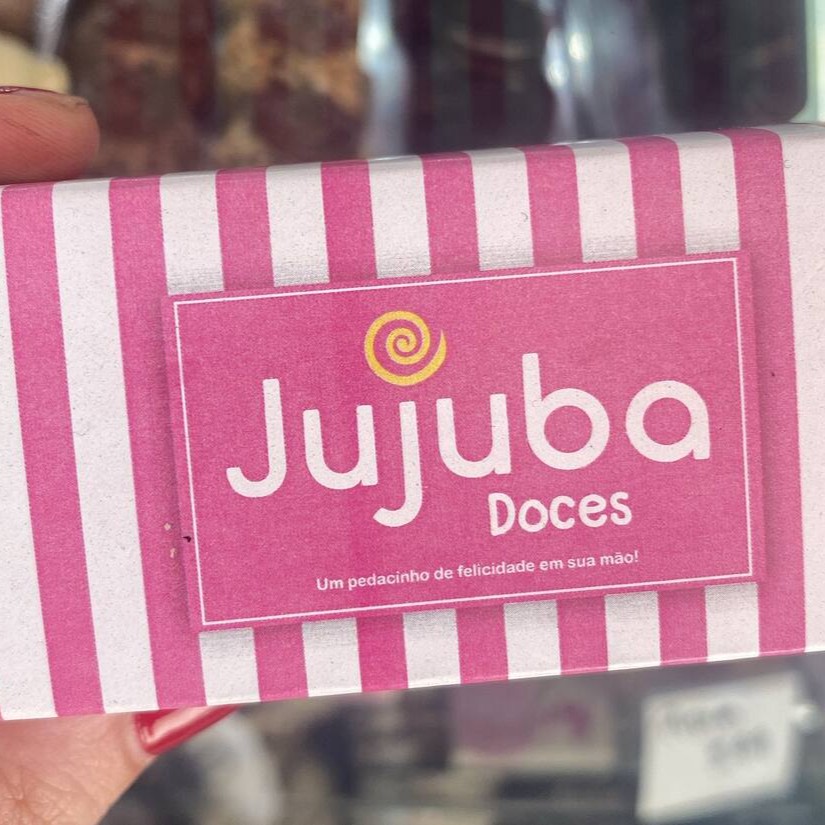 Jujuba
Doces
Um pedacinho de felicidade em sua mão!